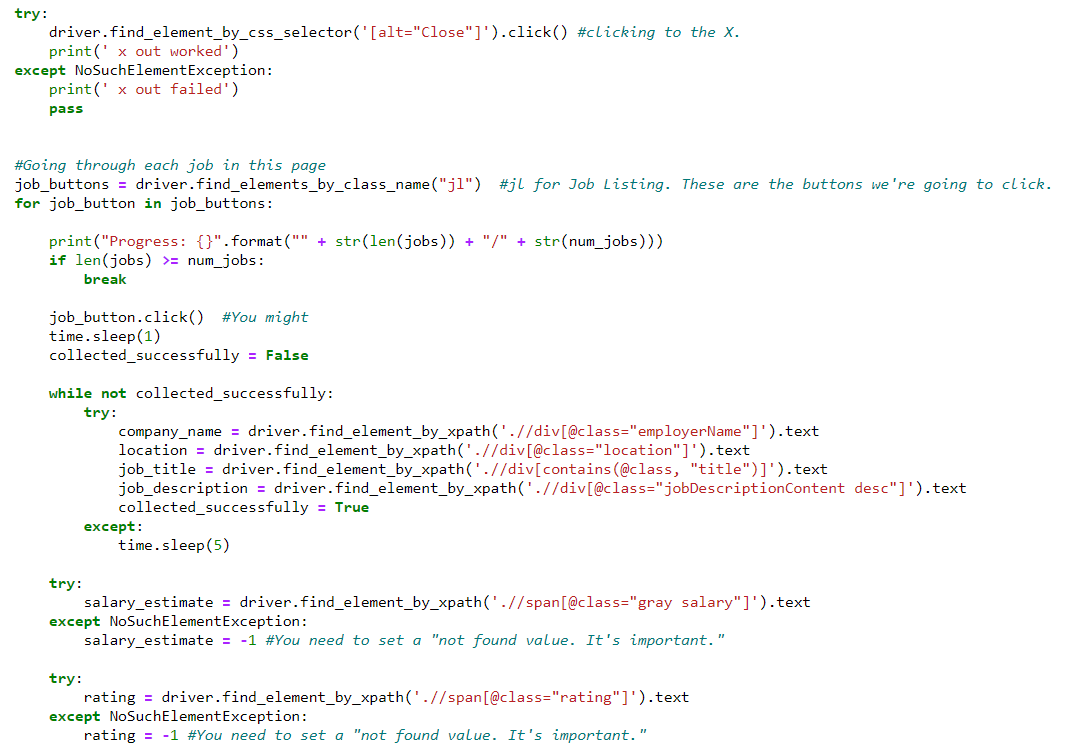 try:
    driver.find_element_by_css_selector('[alt="Close"]').click() #clicking to the X.
    print(' x out worked')
except NoSuchElementException:
    print(' x out failed')
    pass

#Going through each job in this page
job_buttons = driver.find_elements_by_class_name("jl")  #jl for Job Listing. These are the buttons we're going to click.
for job_button in job_buttons:

    print("Progress: {}".format("" + str(len(jobs)) + "/" + str(num_jobs)))
    if len(jobs) >= num_jobs:
        break

    job_button.click()  #You might
    time.sleep(1)
    collected_successfully = False

    while not collected_successfully:
        try:
            company_name = driver.find_element_by_xpath('.//div[@class="employerName"]').text
            location = driver.find_element_by_xpath('.//div[@class="location"]').text
            job_title = driver.find_element_by_xpath('.//div[contains(@class, "title")]').text
            job_description = driver.find_element_by_xpath('.//div[@class="jobDescriptionContent desc"]').text
            collected_successfully = True
        except:
            time.sleep(5)

    try:
        salary_estimate = driver.find_element_by_xpath('.//span[@class="gray salary"]').text
    except NoSuchElementException:
        salary_estimate = -1 #You need to set a "not found value. It's important."

    try:
        rating = driver.find_element_by_xpath('.//span[@class="rating"]').text
    except NoSuchElementException:
        rating = -1 #You need to set a "not found value. It's important."